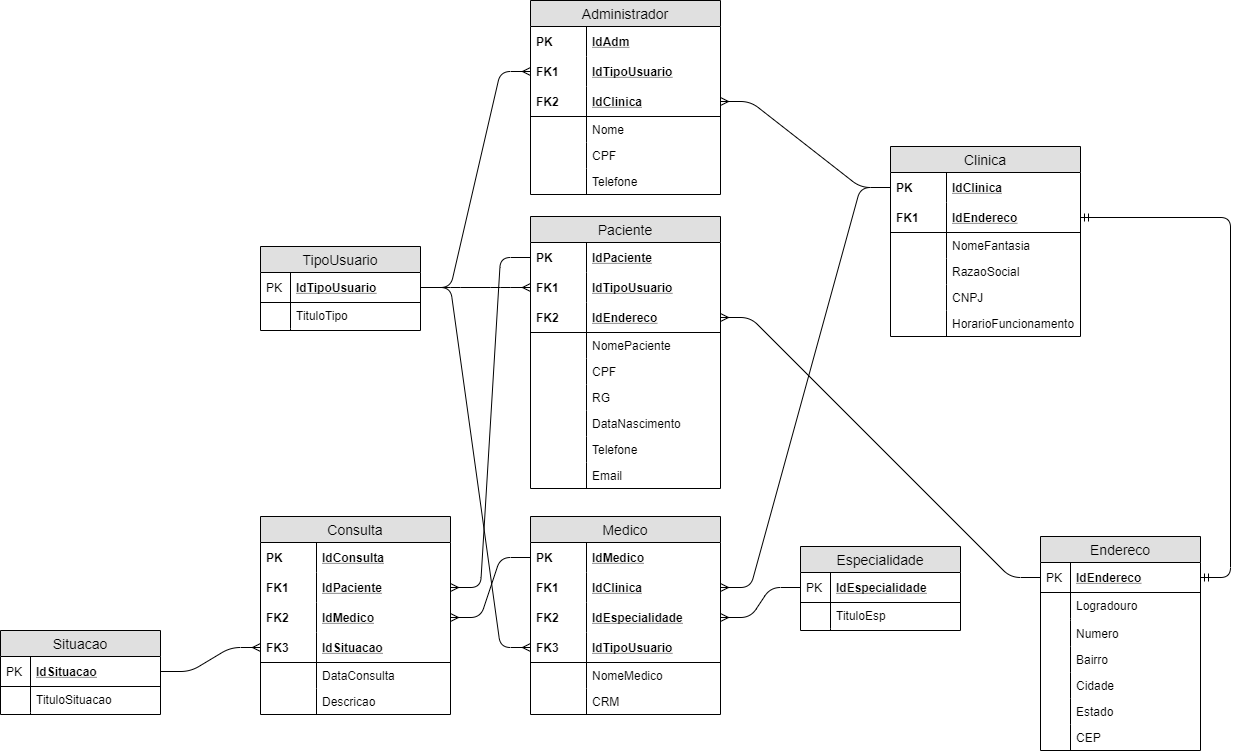 Administrador
PK IdAdm
FK1 IdTipoUsuario
FK2 IdClinica
Nome
CPF
Telefone
Clinica
PK IdClinica
FK1 IdEndereco
NomeFantasia
RazaoSocial
CNPJ
HorarioFuncionamento
Paciente
PK IdPaciente
FK1 IdTipoUsuario
FK2 IdEndereco
NomePaciente
CPF
RG
DataNascimento
Telefone
Email
TipoUsuario
PK IdTipoUsuario
TituloTipo
Consulta
PK IdConsulta
FK1 IdPaciente
FK2 IdMedico
FK3 IdSituacao
DataConsulta
Descricao
Medico
PK IdMedico
FK1 IdClinica
FK2 IdEspecialidade
FK3 IdTipoUsuario
NomeMedico
CRM
Especialidade
PK IdEspecialidade
TituloEsp
Endereco
PK IdEndereco
Logradouro
Numero
Bairro
Cidade
Estado
CEP
Situacao
PK IdSituacao
TituloSituacao